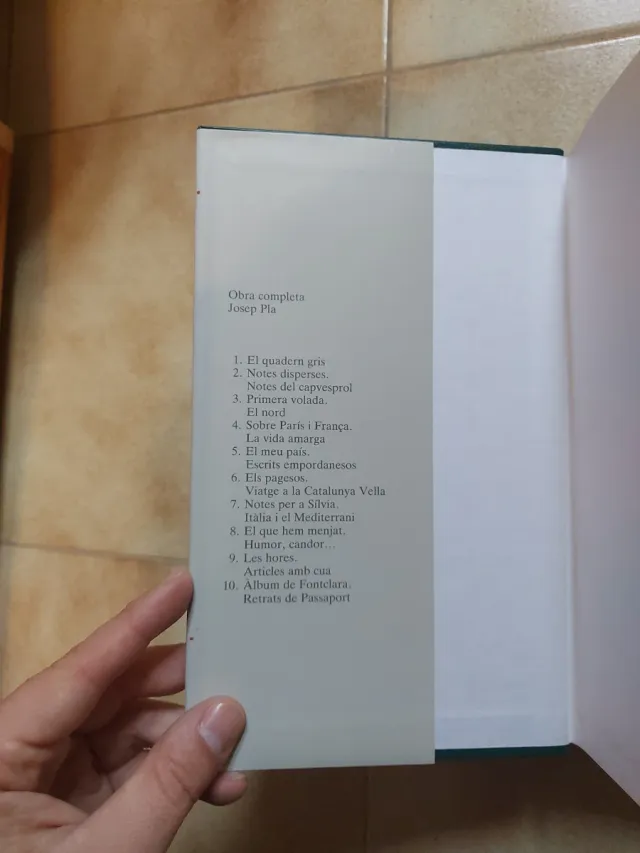 Obra completa
Josep Pla
1. El quadern gris
2. Notes disperses.
Notes del capvesprol
3. Primera volada.
El nord
4. Sobre París i França.
La vida amarga
5. El meu país.
Escrits empordanesos
6. Els pagesos.
Viatge a la Catalunya Vella
7. Notes per a Sílvia.
Itàlia i el Mediterrani
8. El que hem menjat.
Humor, candor...
9. Les hores.
Articles amb cua
10. Àlbum de Fontclara.
Retrats de Passaport